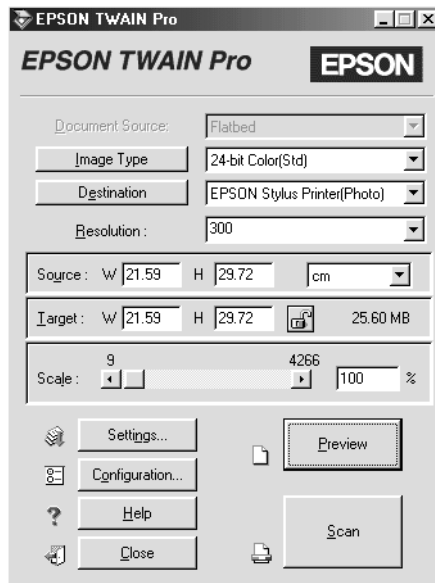 EPSON TWAIN Pro
EPSON TWAIN Pro EPSON
Document Source: Flatbed
Image Type 24-bit Color(Std)
Destination EPSON Stylus Printer(Photo)
Resolution : 300
Source : W 21.59 H 29.72 cm
Target : W 21.59 H 29.72 25.60 MB
9 4266
Scale : 100 %
Settings...
Preview
Configuration...
? Help
Scan
Close